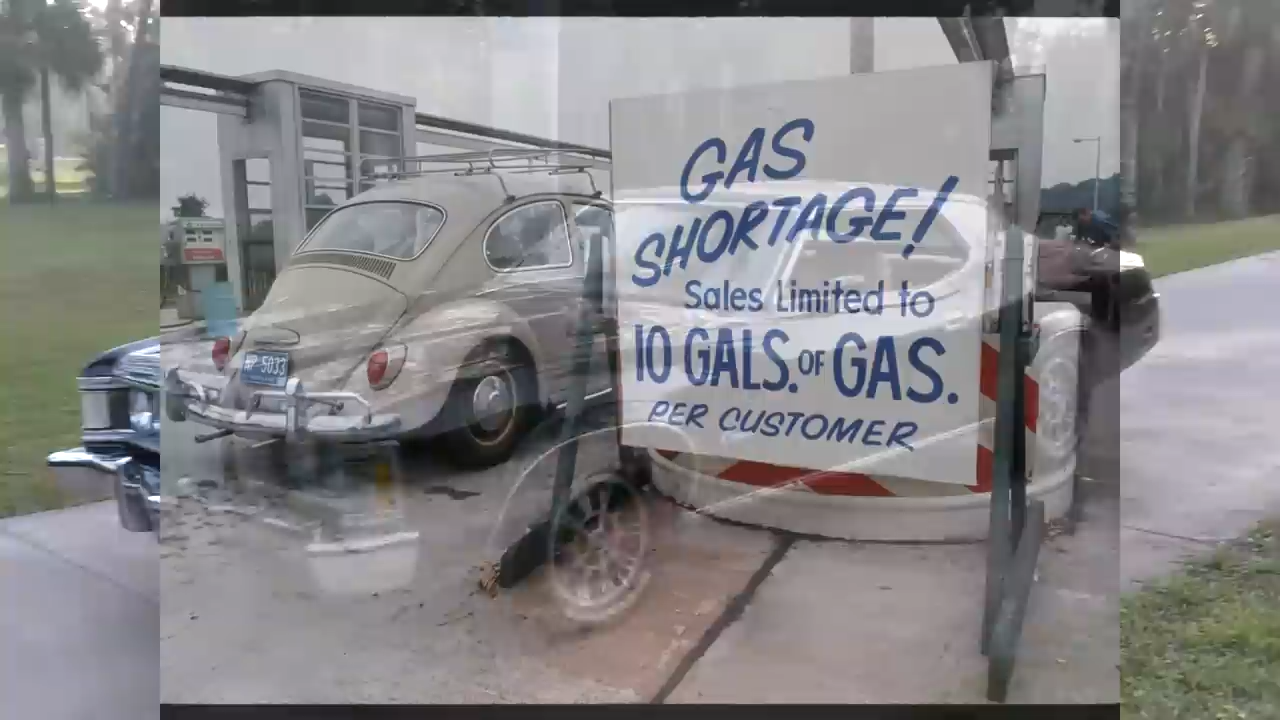 GAS
SHORTAGE!
Sales Limited to
10 GALS. OF GAS.
PER CUSTOMER